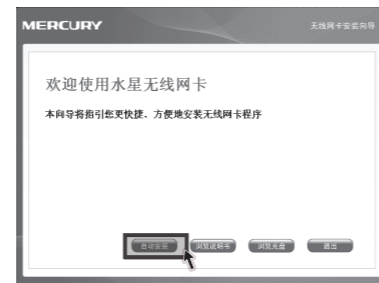 MERCURY
无线网卡安装向导
欢迎使用水星无线网卡
本向导将指引您更快捷、方便地安装无线网卡程序
自动安装 浏览说明书 浏览光盘 退出